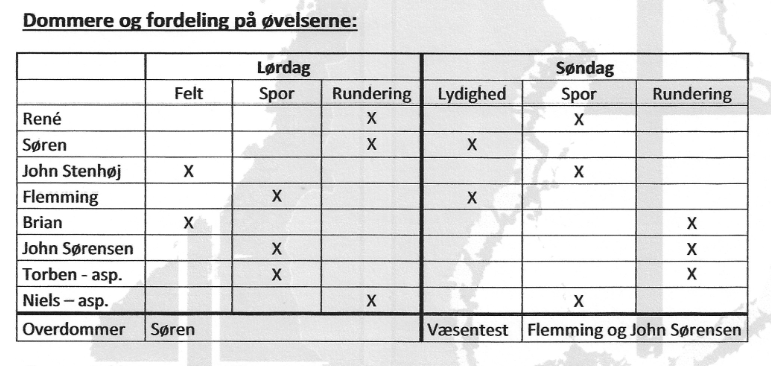 Dommere og fordeling på øvelserne:
Lørdag Søndag
Felt Spor Rundering Lydighed Spor Rundering
René X X
Søren X X
John Stenhøj X X
Flemming X X
Brian X X
John Sørensen X X
Torben - asp. X X
Niels – asp. X X
Overdommer Søren Væsentest Flemming og John Sørensen